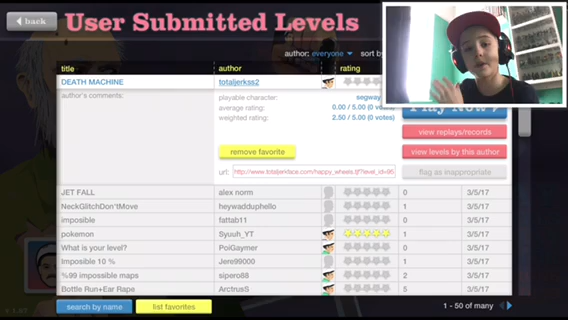 back
User Submitted Levels
author: everyone
sort by
title author rating
DEATH MACHINE totaljerkss2
author's comments:
playable character: segway
average rating: 0.00 / 5.00 (0 votes)
weighted rating: 2.50 / 5.00 (0 votes)
Play Now
view replays/records
remove favorite
view levels by this author
url: http://www.totaljerkface.com/happy_wheels.tjf?level_id=96
flag as inappropriate
JET FALL alex norm 0 3/5/17
NeckGlitchDon'tMove heywadduphello 1 3/5/17
imposible fattab11 0 3/5/17
pokemon Syuuh_YT 0 3/5/17
What is your level? PoiGaymer 0 3/5/17
Imposible 10 % Jere99000 1 3/5/17
%99 impossible maps sipero88 2 3/5/17
Bottle Run+Ear Rape ArctrusS 5 3/5/17
search by name
list favorites
1 - 50 of many